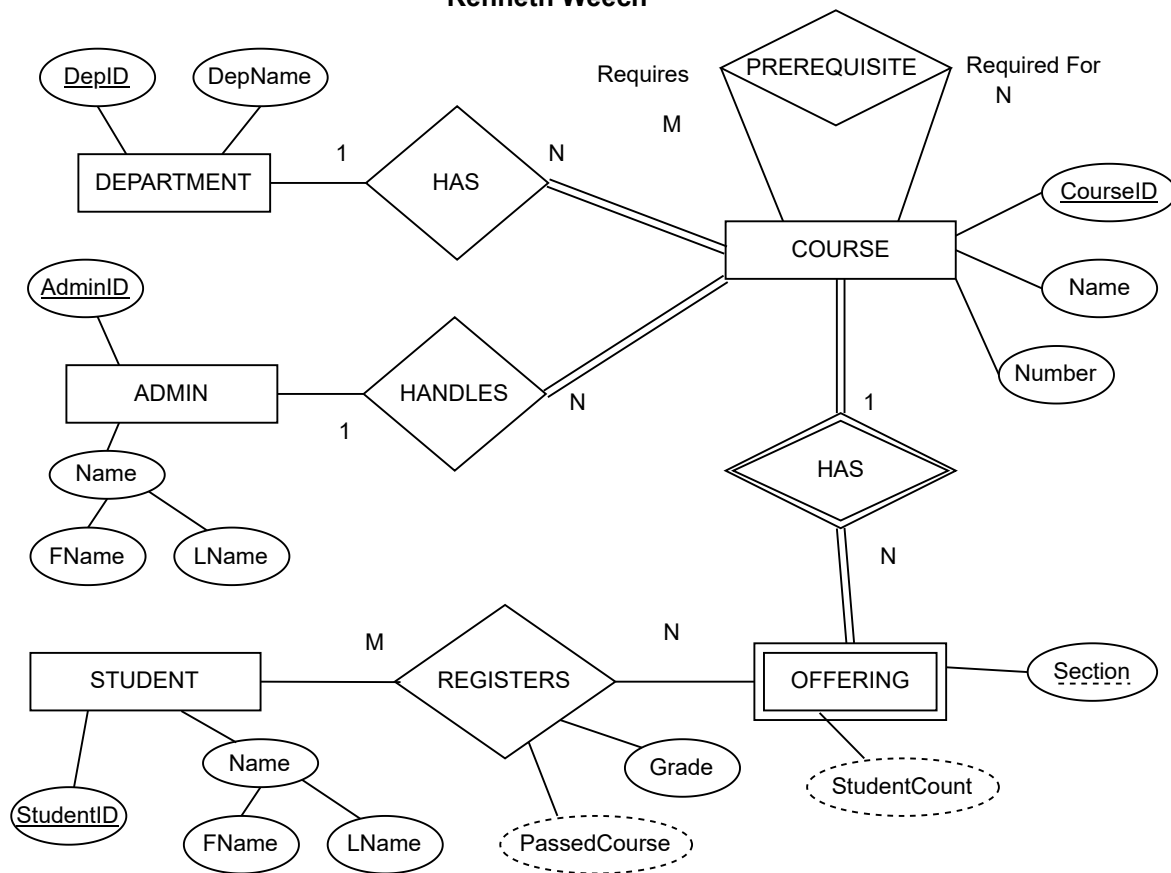 Kenneth Weech
DepID
DepName
Requires
M
PREREQUISITE
Required For
N
1
HAS
N
DEPARTMENT
CourseID
COURSE
Name
Number
AdminID
ADMIN
1
HANDLES
N
Name
FName
LName
1
HAS
N
M
N
STUDENT
REGISTERS
OFFERING
Section
Name
Grade
StudentCount
StudentID
FName
LName
PassedCourse